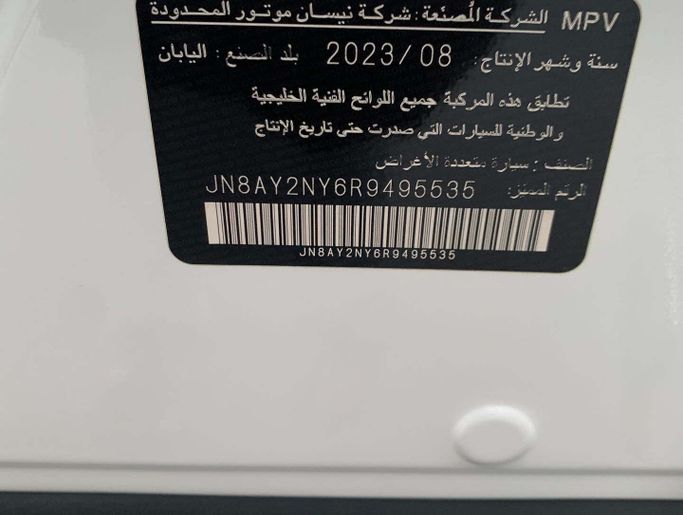 الشركة المُصنّعة : شركة نيسان موتور المحدودة MPV
سنة وشهر الإنتاج : 2023/08 بلد الصنع : اليابان
تطابق هذه المركبة جميع اللوائح الفنية الخليجية
والوطنية للسيارات التي صدرت حتى تاريخ الإنتاج
الصنف : سيارة متعددة الأغراض
الرقم المميز: JN8AY2NY6R9495535
JN8AY2NY6R9495535